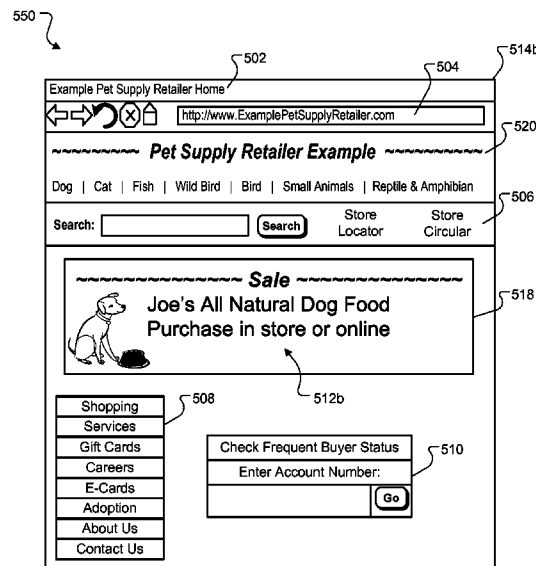 550
514b
502
Example Pet Supply Retailer Home
504
http://www.ExamplePetSupplyRetailer.com
520
~~~~~~~~ Pet Supply Retailer Example ~~~~~~~~
Dog | Cat | Fish | Wild Bird | Bird | Small Animals | Reptile & Amphibian
506
Search: Search Store Locator Store Circular
~~~~~~~~~~~~~~ Sale ~~~~~~~~~~~~~~
518
Joe's All Natural Dog Food
Purchase in store or online
512b
508
Shopping
Services
Gift Cards
Careers
E-Cards
Adoption
About Us
Contact Us
Check Frequent Buyer Status
510
Enter Account Number:
Go